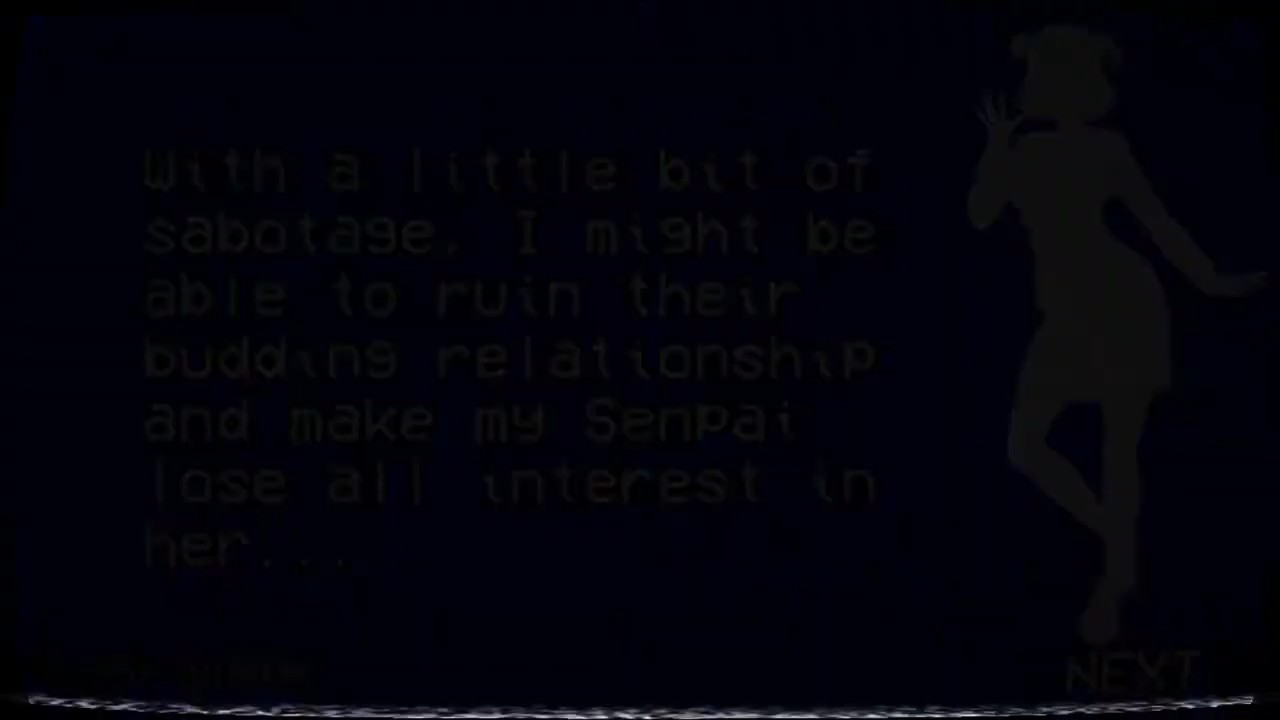 With a little bit of
sabotage, I might be
able to ruin their
budding relationship
and make my Senpai
lose all interest in
her...
NEXT